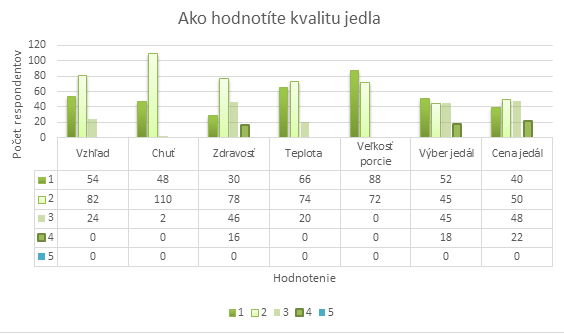 Ako hodnotíte kvalitu jedla
Počet respondentov
120
100
80
60
40
20
0
Vzhľad Chuť Zdravosť Teplota Veľkosť porcie Výber jedál Cena jedál
1 54 48 30 66 88 52 40
2 82 110 78 74 72 45 50
3 24 2 46 20 0 45 48
4 0 0 16 0 0 18 22
5 0 0 0 0 0 0 0
Hodnotenie
1 2 3 4 5